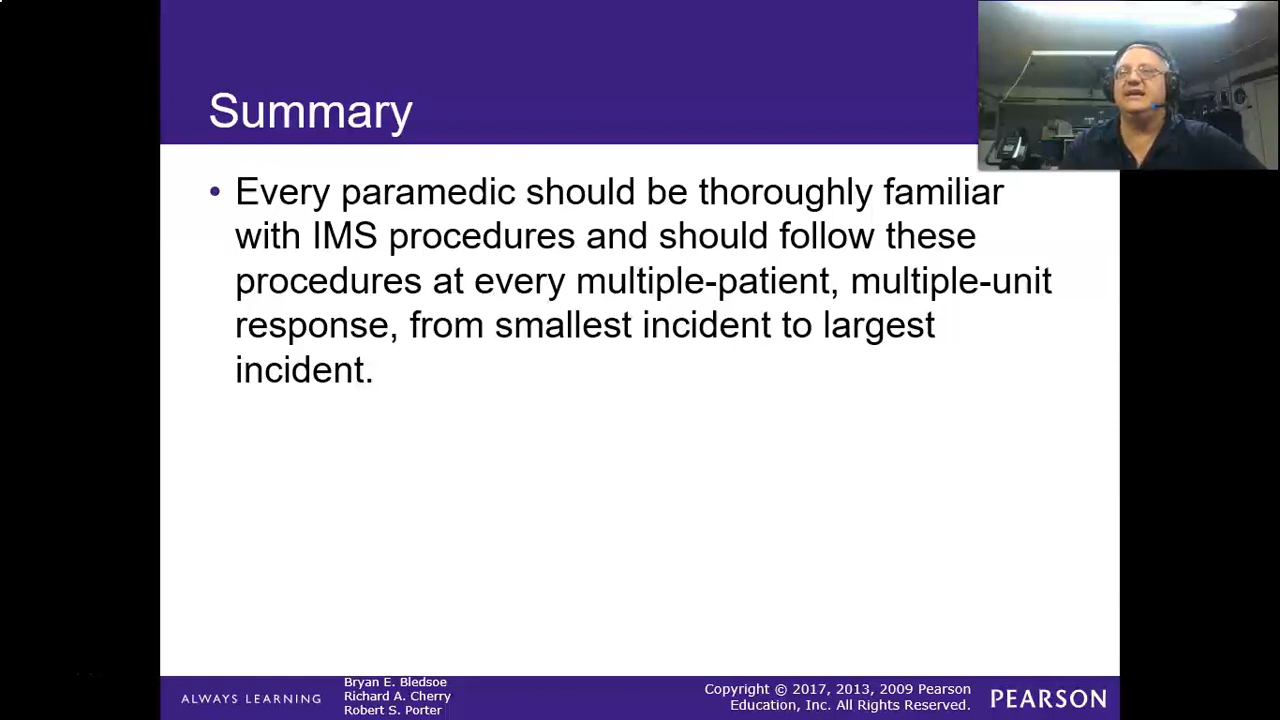 Summary
• Every paramedic should be thoroughly familiar
with IMS procedures and should follow these
procedures at every multiple-patient, multiple-unit
response, from smallest incident to largest
incident.
ALWAYS LEARNING
Bryan E. Bledsoe
Richard A. Cherry
Robert S. Porter
Copyright © 2017, 2013, 2009 Pearson
Education, Inc. All Rights Reserved.
PEARSON